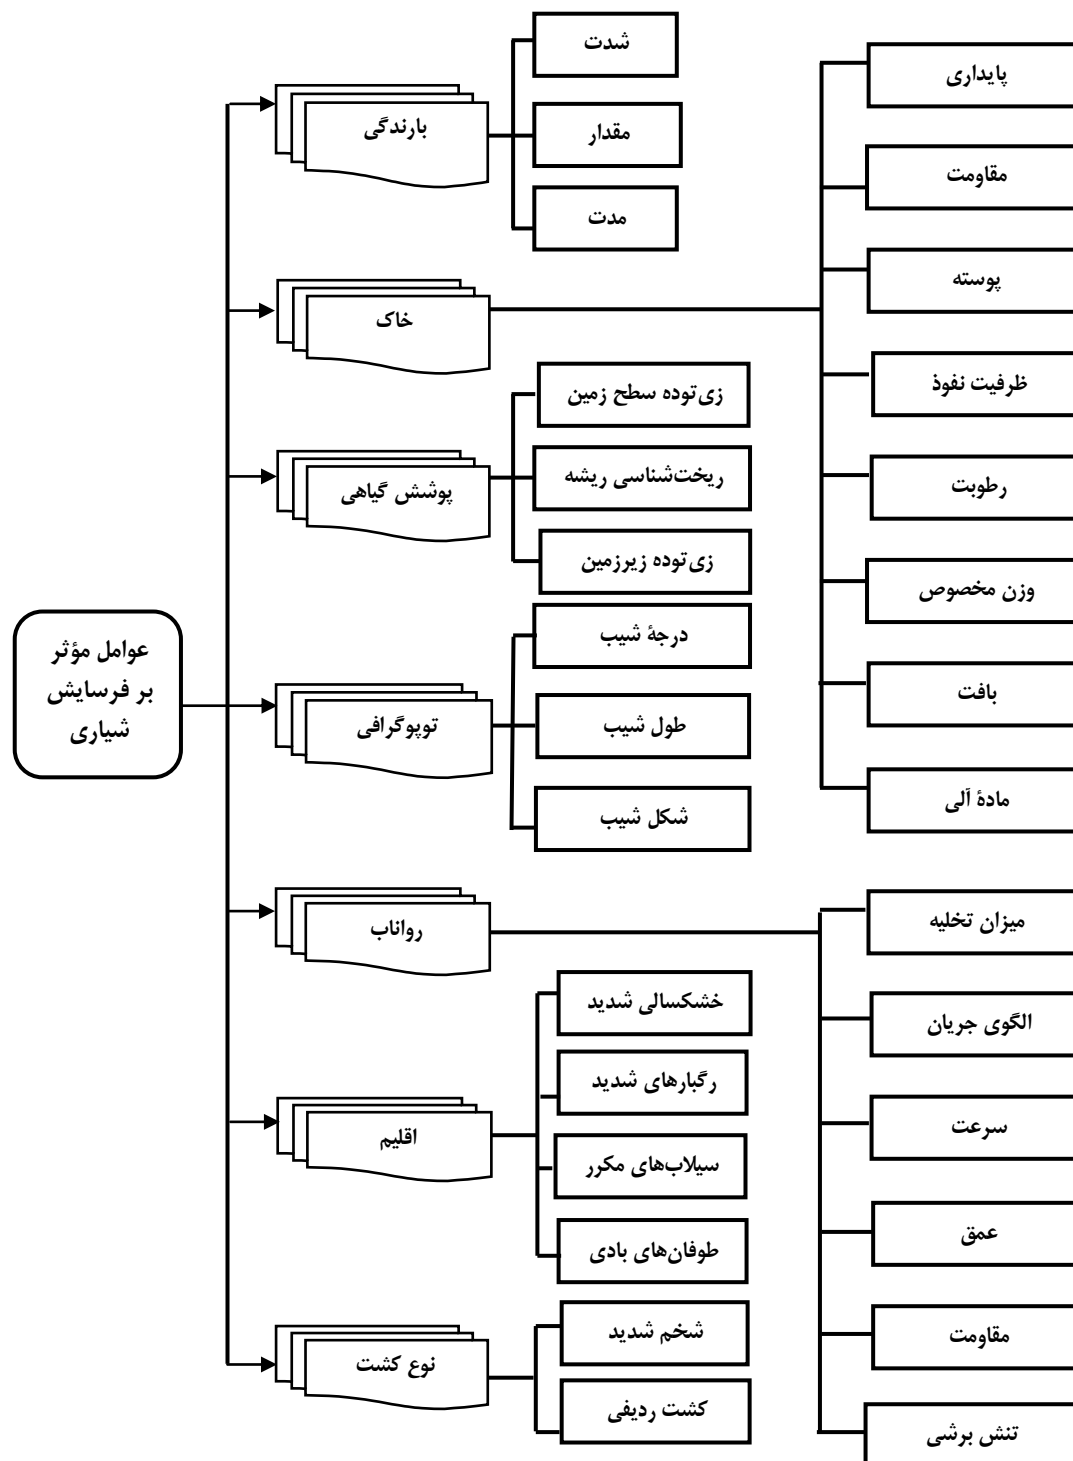 عوامل مؤثر
بر فرسایش
شیاری
بارندگی
شدت
مقدار
مدت
خاک
پایداری
مقاومت
پوسته
ظرفیت نفوذ
رطوبت
وزن مخصوص
بافت
مادۀ آلی
پوشش گیاهی
زی‌توده سطح زمین
ریخت‌شناسی ریشه
زی‌توده زیرزمین
توپوگرافی
درجۀ شیب
طول شیب
شکل شیب
رواناب
میزان تخلیه
الگوی جریان
سرعت
عمق
مقاومت
تنش برشی
اقلیم
خشکسالی شدید
رگبارهای شدید
سیلاب‌های مکرر
طوفان‌های بادی
نوع کشت
شخم شدید
کشت ردیفی